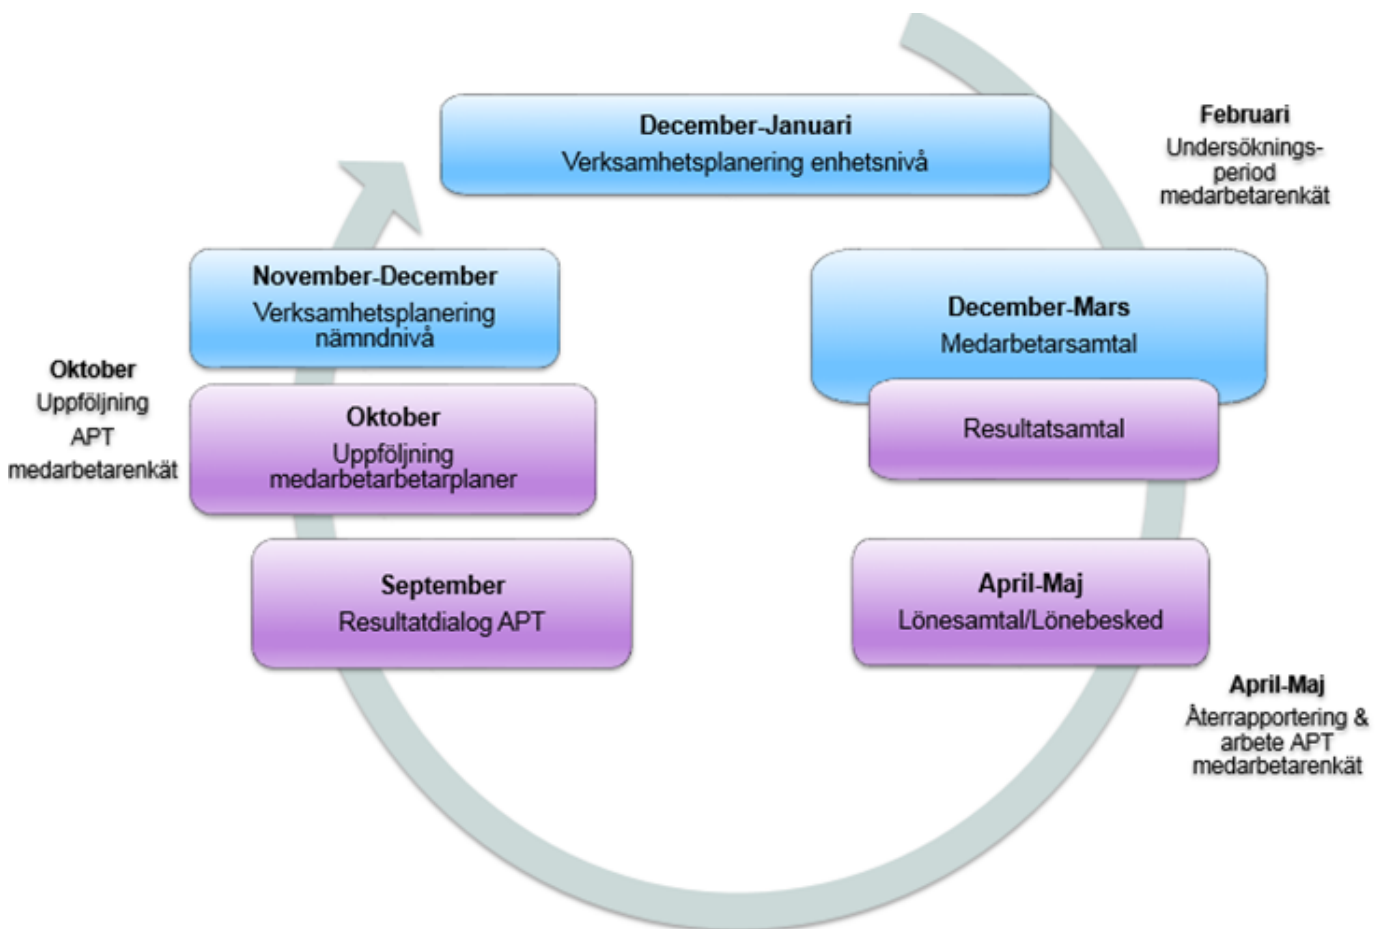 December-Januari
Verksamhetsplanering enhetsnivå
Februari
Undersöknings-
period
medarbetarenkät
December-Mars
Medarbetarsamtal
Resultatsamtal
April-Maj
Lönesamtal/Lönebesked
April-Maj
Återrapportering &
arbete APT
medarbetarenkät
September
Resultatdialog APT
Oktober
Uppföljning
medarbetarbetarplaner
Oktober
Uppföljning
APT
medarbetarenkät
November-December
Verksamhetsplanering
nämndnivå